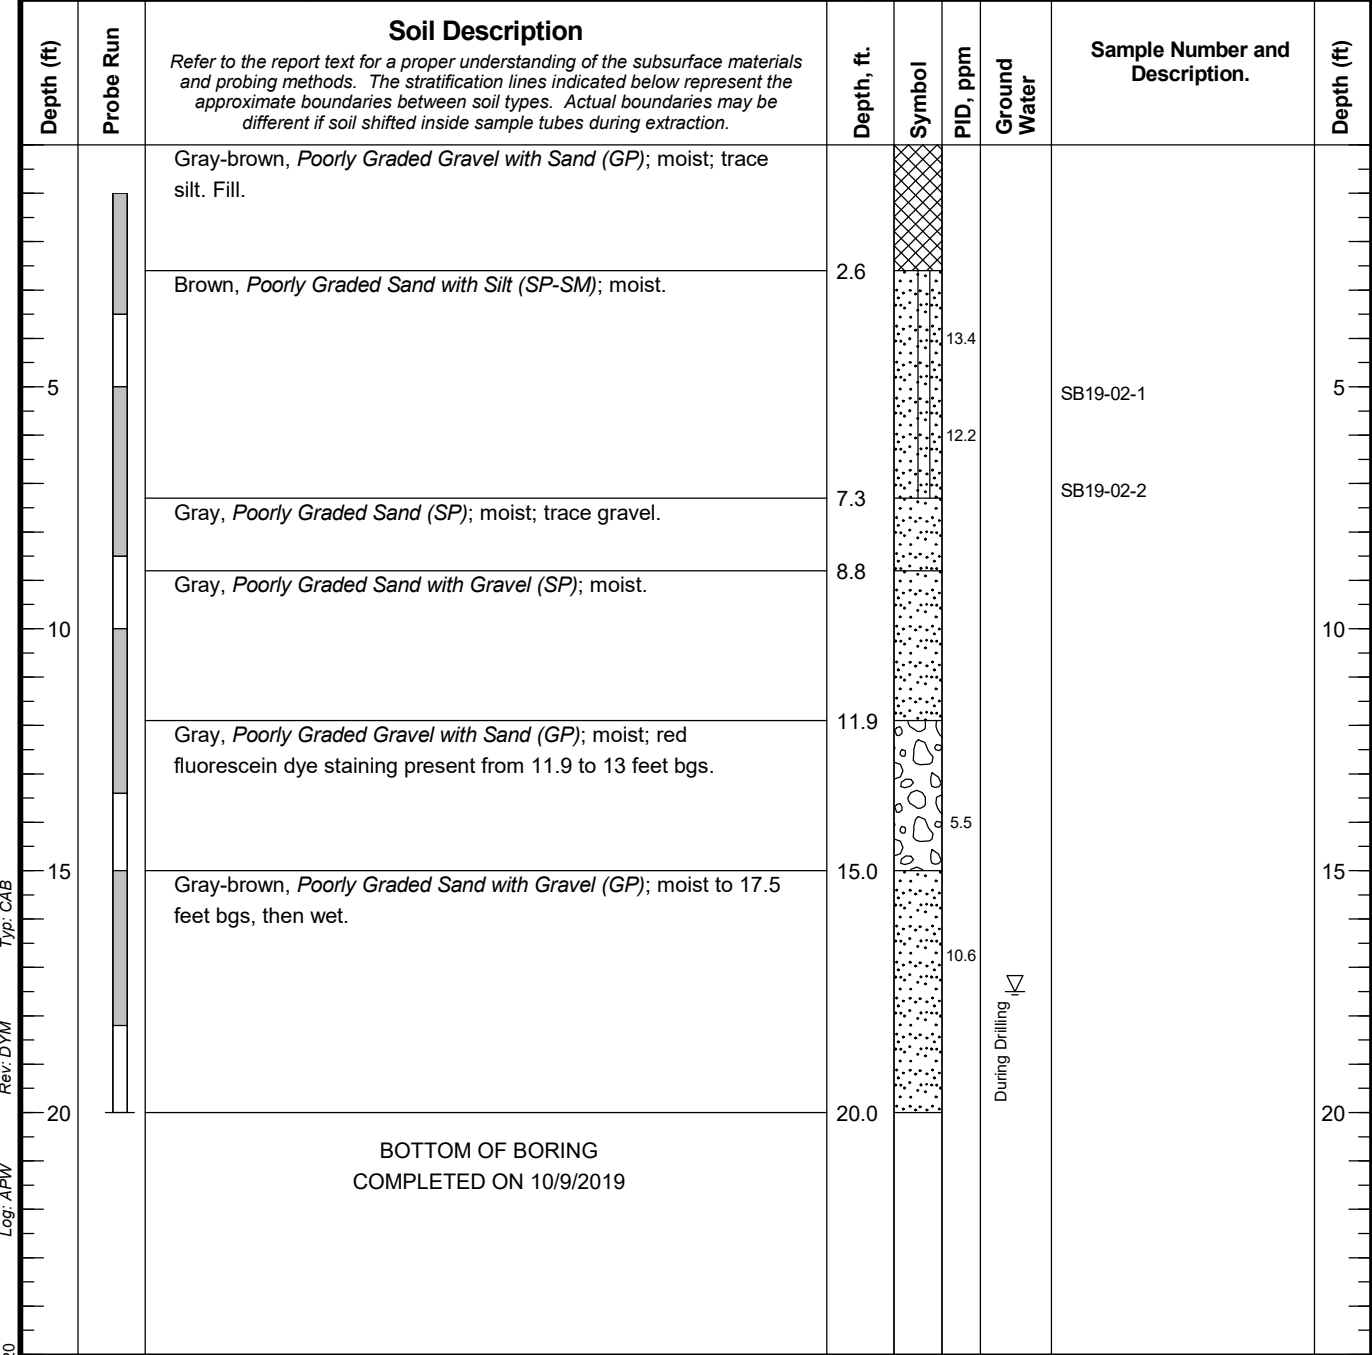 Depth (ft)
Probe Run
Soil Description
Refer to the report text for a proper understanding of the subsurface materials
and probing methods. The stratification lines indicated below represent the
approximate boundaries between soil types. Actual boundaries may be
different if soil shifted inside sample tubes during extraction.
Depth, ft.
Symbol
PID, ppm
Ground
Water
Sample Number and
Description.
Depth (ft)
Gray-brown, Poorly Graded Gravel with Sand (GP); moist; trace
silt. Fill.
2.6
Brown, Poorly Graded Sand with Silt (SP-SM); moist.
13.4
5
SB19-02-1
5
12.2
SB19-02-2
7.3
Gray, Poorly Graded Sand (SP); moist; trace gravel.
8.8
Gray, Poorly Graded Sand with Gravel (SP); moist.
10
10
11.9
Gray, Poorly Graded Gravel with Sand (GP); moist; red
fluorescein dye staining present from 11.9 to 13 feet bgs.
5.5
15
15.0
15
Gray-brown, Poorly Graded Sand with Gravel (GP); moist to 17.5
feet bgs, then wet.
10.6
During Drilling
20
20.0
20
BOTTOM OF BORING
COMPLETED ON 10/9/2019
Typ: CAB
Rev: DYM
Log: APW
20